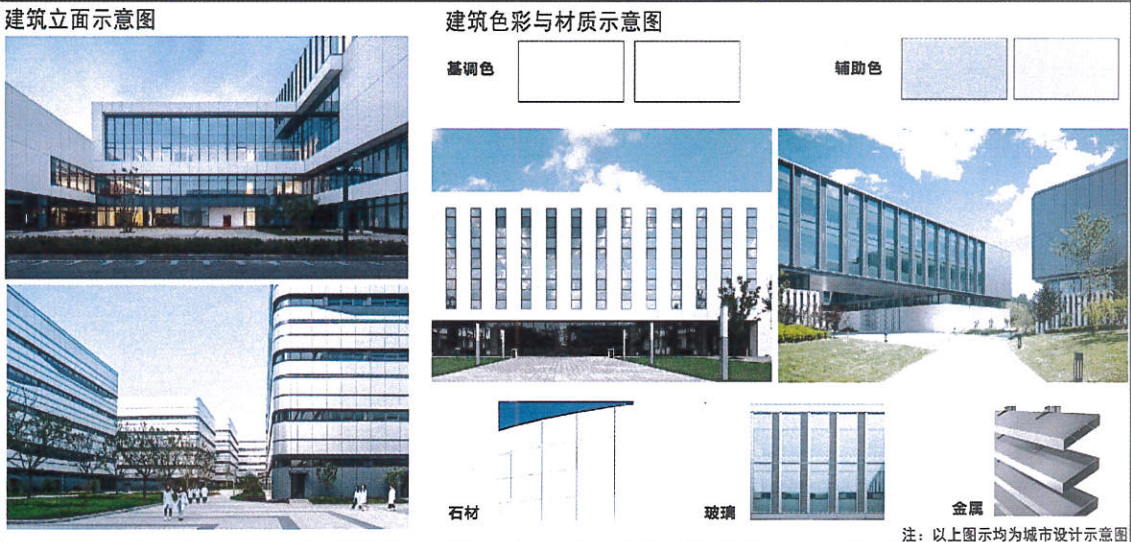 建筑立面示意图
建筑色彩与材质示意图
基调色
辅助色
石材
玻璃
金属
注：以上图示均为城市设计示意图